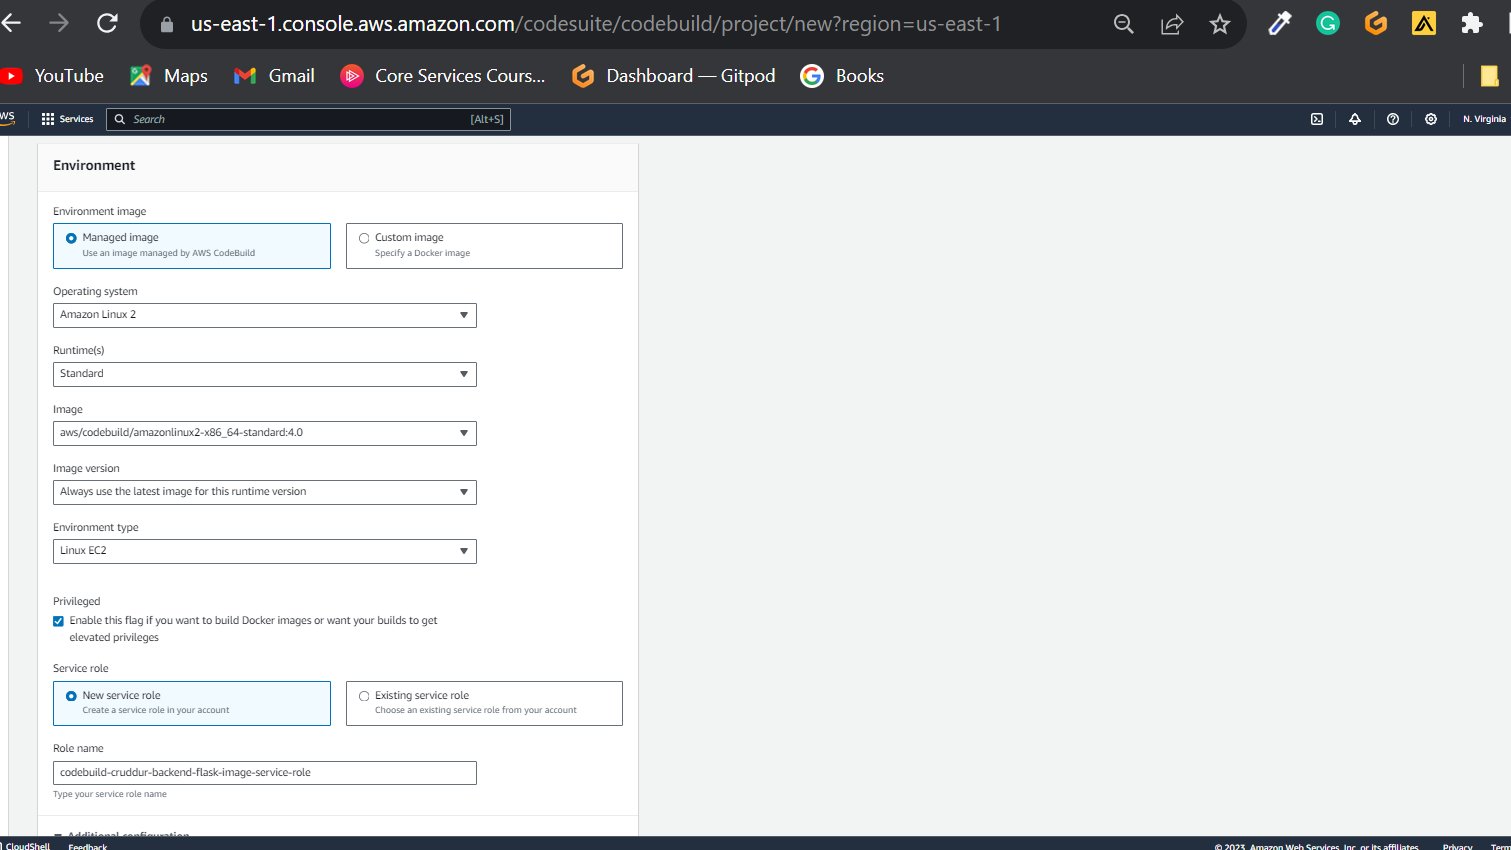 us-east-1.console.aws.amazon.com/codesuite/codebuild/project/new?region=us-east-1
YouTube Maps Gmail Core Services Cours... Dashboard — Gitpod Books
Services Search [Alt+S] N. Virginia
Environment
Environment image
Managed image
Use an image managed by AWS CodeBuild
Custom image
Specify a Docker image
Operating system
Amazon Linux 2
Runtime(s)
Standard
Image
aws/codebuild/amazonlinux2-x86_64-standard:4.0
Image version
Always use the latest image for this runtime version
Environment type
Linux EC2
Privileged
Enable this flag if you want to build Docker images or want your builds to get
elevated privileges
Service role
New service role
Create a service role in your account
Existing service role
Choose an existing service role from your account
Role name
codebuild-cruddur-backend-flask-image-service-role
Type your service role name
Additional configuration
CloudShell Feedback © 2023, Amazon Web Services, Inc. or its affiliates. Privacy